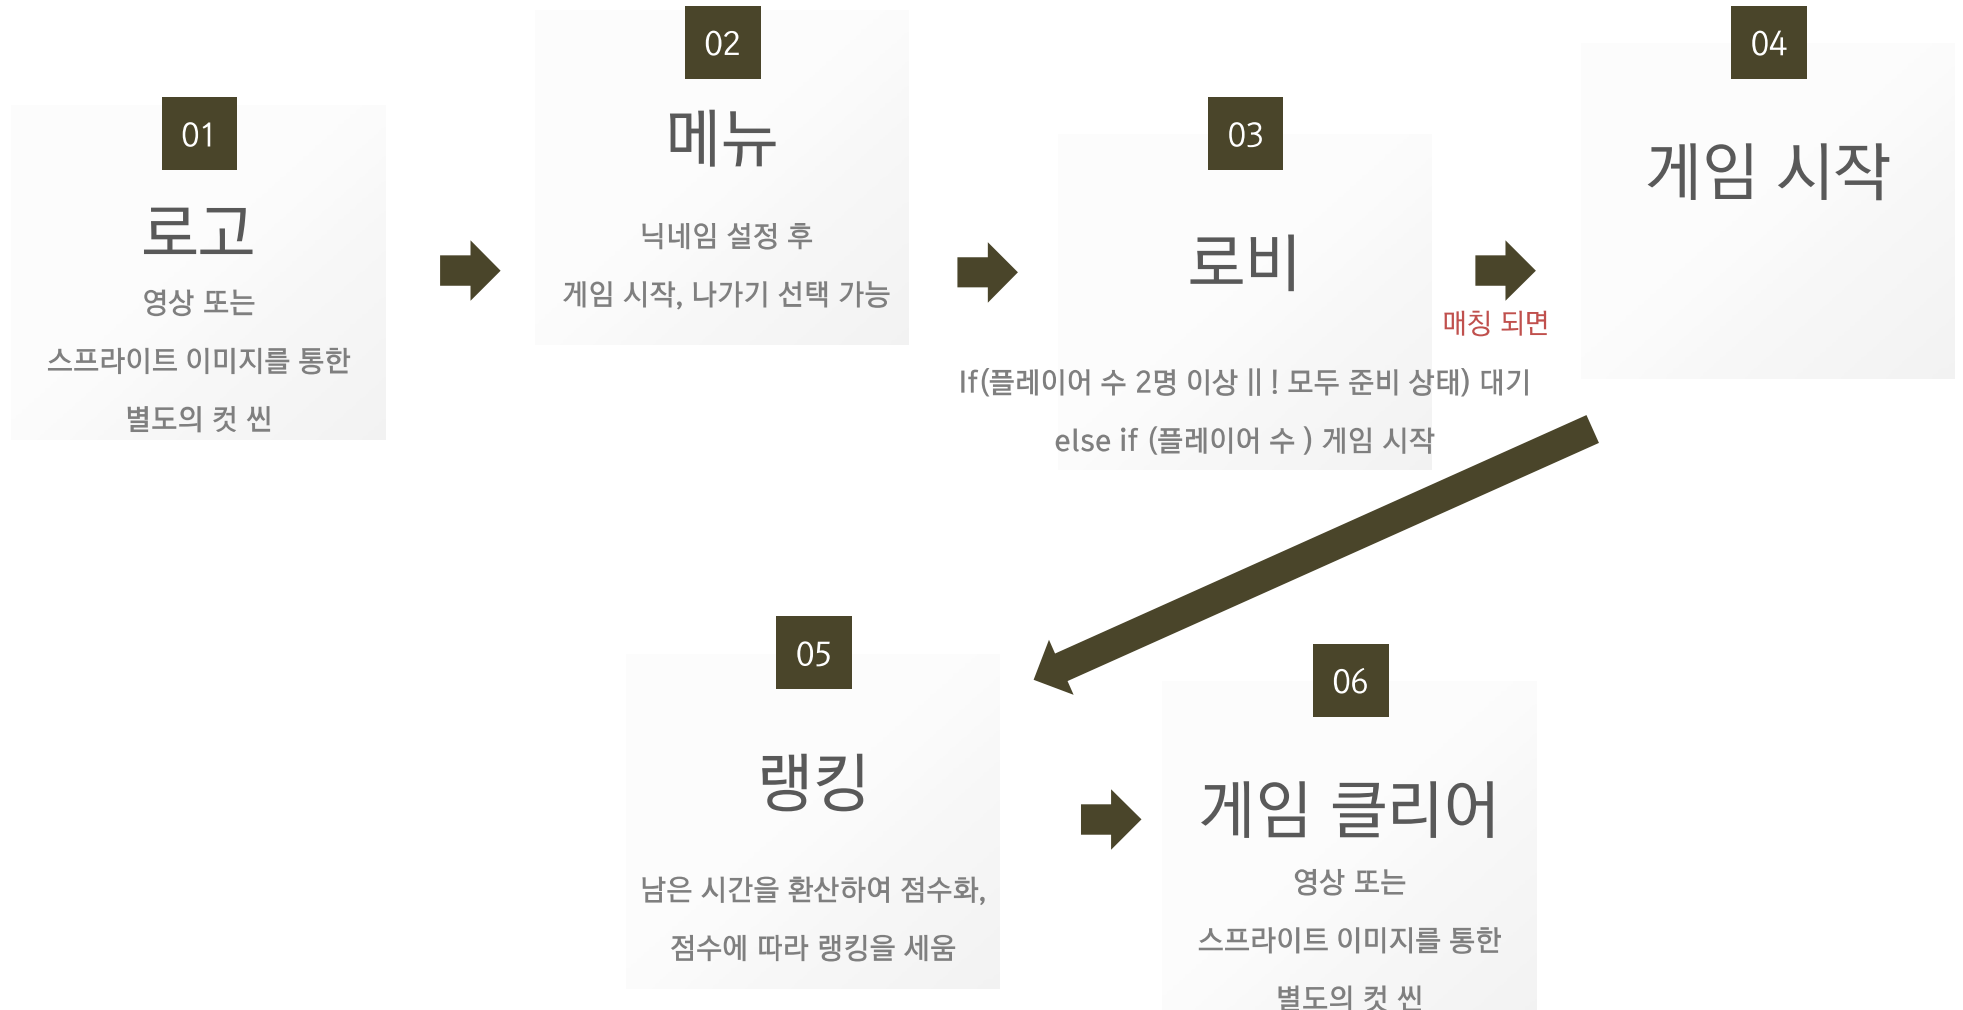 01
로고
영상 또는
스프라이트 이미지를 통한
별도의 컷 씬
02
메뉴
닉네임 설정 후
게임 시작, 나가기 선택 가능
03
로비
If(플레이어 수 2명 이상 || ! 모두 준비 상태) 대기
else if (플레이어 수 ) 게임 시작
매칭 되면
04
게임 시작
05
랭킹
남은 시간을 환산하여 점수화,
점수에 따라 랭킹을 세움
06
게임 클리어
영상 또는
스프라이트 이미지를 통한
별도의 컷 씬